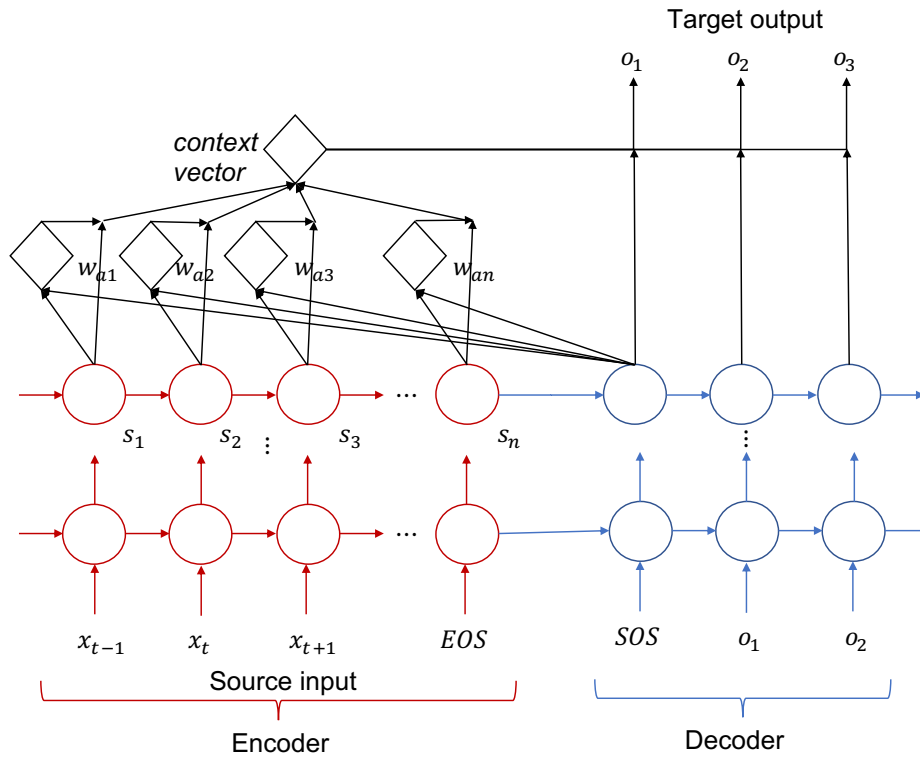 Target output
o₁ o₂ o₃
context
vector
wₐ₁ wₐ₂ wₐ₃ wₐₙ
...
s₁ s₂ ⋮ s₃ sₙ ...
...
xₜ₋₁ xₜ xₜ₊₁ EOS SOS o₁ o₂
Source input
Encoder Decoder